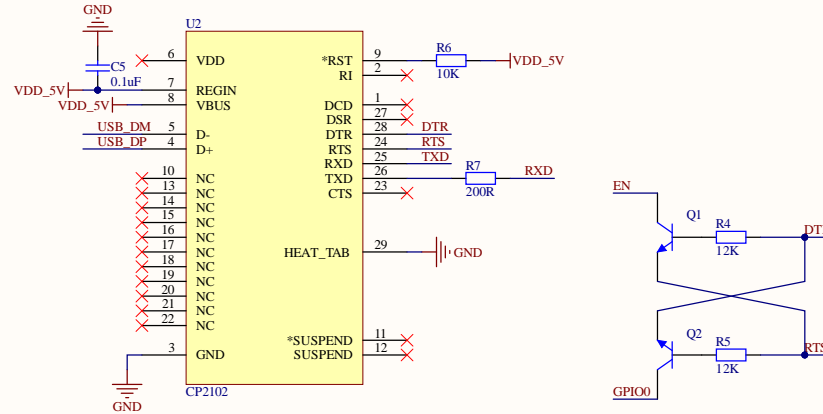 GND
U2
C5
0.1uF
VDD_5V
VDD_5V
USB_DM
USB_DP
6 VDD
7 REGIN
8 VBUS
5 D-
4 D+
10 NC
13 NC
14 NC
15 NC
16 NC
17 NC
18 NC
19 NC
20 NC
21 NC
22 NC
3 GND
GND
*RST 9
RI 2
DCD 1
DSR 27
DTR 28 DTR
RTS 24 RTS
RXD 25 TXD
TXD 26
CTS 23
HEAT_TAB 29 GND
*SUSPEND 11
SUSPEND 12
CP2102
R6
10K
VDD_5V
R7
200R
RXD
EN
Q1
R4
12K
Q2
R5
12K
RTS
GPIO0